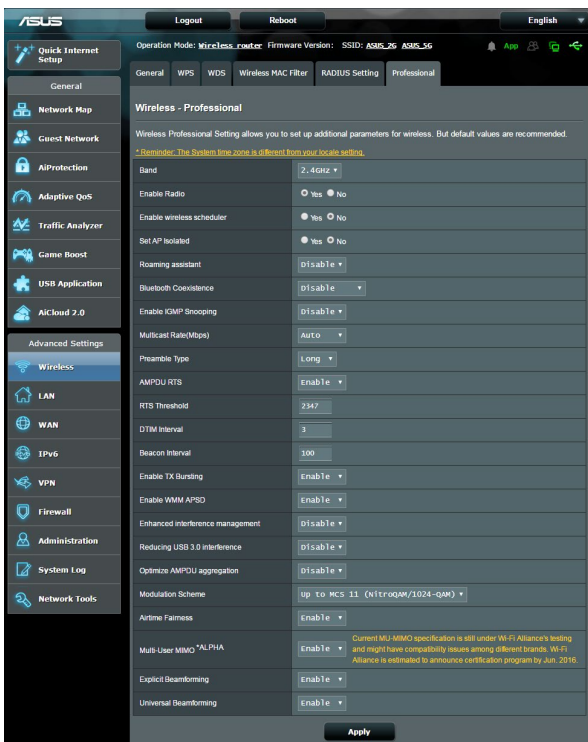 ASUS
Logout
Reboot
English
Quick Internet
Setup
General
Network Map
Guest Network
AiProtection
Adaptive QoS
Traffic Analyzer
Game Boost
USB Application
AiCloud 2.0
Advanced Settings
Wireless
LAN
WAN
IPv6
VPN
Firewall
Administration
System Log
Network Tools
Operation Mode: Wireless router Firmware Version: SSID: ASUS_2G ASUS_5G
App
General WPS WDS Wireless MAC Filter RADIUS Setting Professional
Wireless - Professional
Wireless Professional Setting allows you to set up additional parameters for wireless. But default values are recommended.
* Reminder: The System time zone is different from your locale setting.
Band 2.4GHz
Enable Radio Yes No
Enable wireless scheduler Yes No
Set AP Isolated Yes No
Roaming assistant Disable
Bluetooth Coexistence Disable
Enable IGMP Snooping Disable
Multicast Rate(Mbps) Auto
Preamble Type Long
AMPDU RTS Enable
RTS Threshold 2347
DTIM Interval 3
Beacon Interval 100
Enable TX Bursting Enable
Enable WMM APSD Enable
Enhanced interference management Disable
Reducing USB 3.0 interference Disable
Optimize AMPDU aggregation Disable
Modulation Scheme Up to MCS 11 (NitroQAM/1024-QAM)
Airtime Fairness Enable
Multi-User MIMO *ALPHA Enable
Current MU-MIMO specification is still under Wi-Fi Alliance's testing
and might have compatibility issues among different brands. Wi-Fi
Alliance is estimated to announce certification program by Jun. 2016.
Explicit Beamforming Enable
Universal Beamforming Enable
Apply